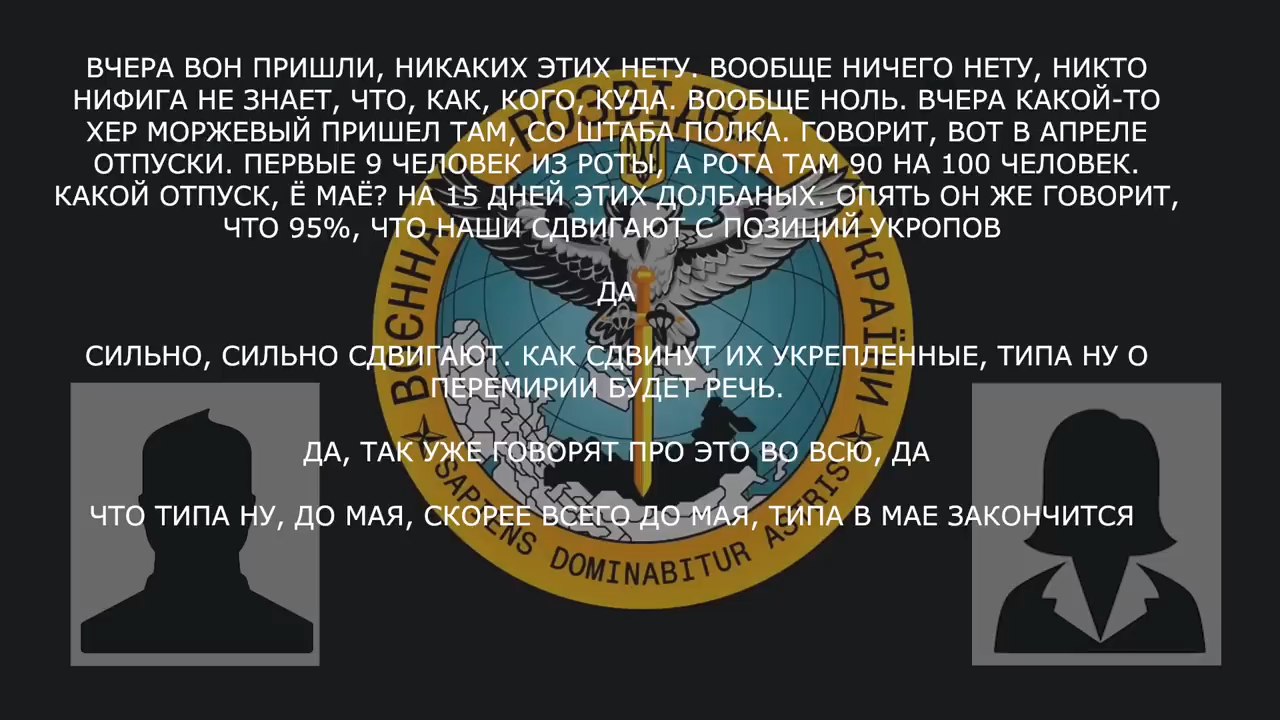 ВЧЕРА ВОН ПРИШЛИ, НИКАКИХ ЭТИХ НЕТУ. ВООБЩЕ НИЧЕГО НЕТУ, НИКТО
НИФИГА НЕ ЗНАЕТ, ЧТО, КАК, КОГО, КУДА. ВООБЩЕ НОЛЬ. ВЧЕРА КАКОЙ-ТО
ХЕР МОРЖЕВЫЙ ПРИШЕЛ ТАМ, СО ШТАБА ПОЛКА. ГОВОРИТ, ВОТ В АПРЕЛЕ
ОТПУСКИ. ПЕРВЫЕ 9 ЧЕЛОВЕК ИЗ РОТЫ, А РОТА ТАМ 90 НА 100 ЧЕЛОВЕК.
КАКОЙ ОТПУСК, Ё МАЁ? НА 15 ДНЕЙ ЭТИХ ДОЛБАНЫХ. ОПЯТЬ ОН ЖЕ ГОВОРИТ,
ЧТО 95%, ЧТО НАШИ СДВИГАЮТ С ПОЗИЦИЙ УКРОПОВ
ДА
СИЛЬНО, СИЛЬНО СДВИГАЮТ. КАК СДВИНУТ ИХ УКРЕПЛЕННЫЕ, ТИПА НУ О
ПЕРЕМИРИИ БУДЕТ РЕЧЬ.
ДА, ТАК УЖЕ ГОВОРЯТ ПРО ЭТО ВО ВСЮ, ДА
ЧТО ТИПА НУ, ДО МАЯ, СКОРЕЕ ВСЕГО ДО МАЯ, ТИПА В МАЕ ЗАКОНЧИТСЯ
ВОЄННА РОЗВІДКА УКРАЇНИ
SAPIENS DOMINABITUR ASTRIS